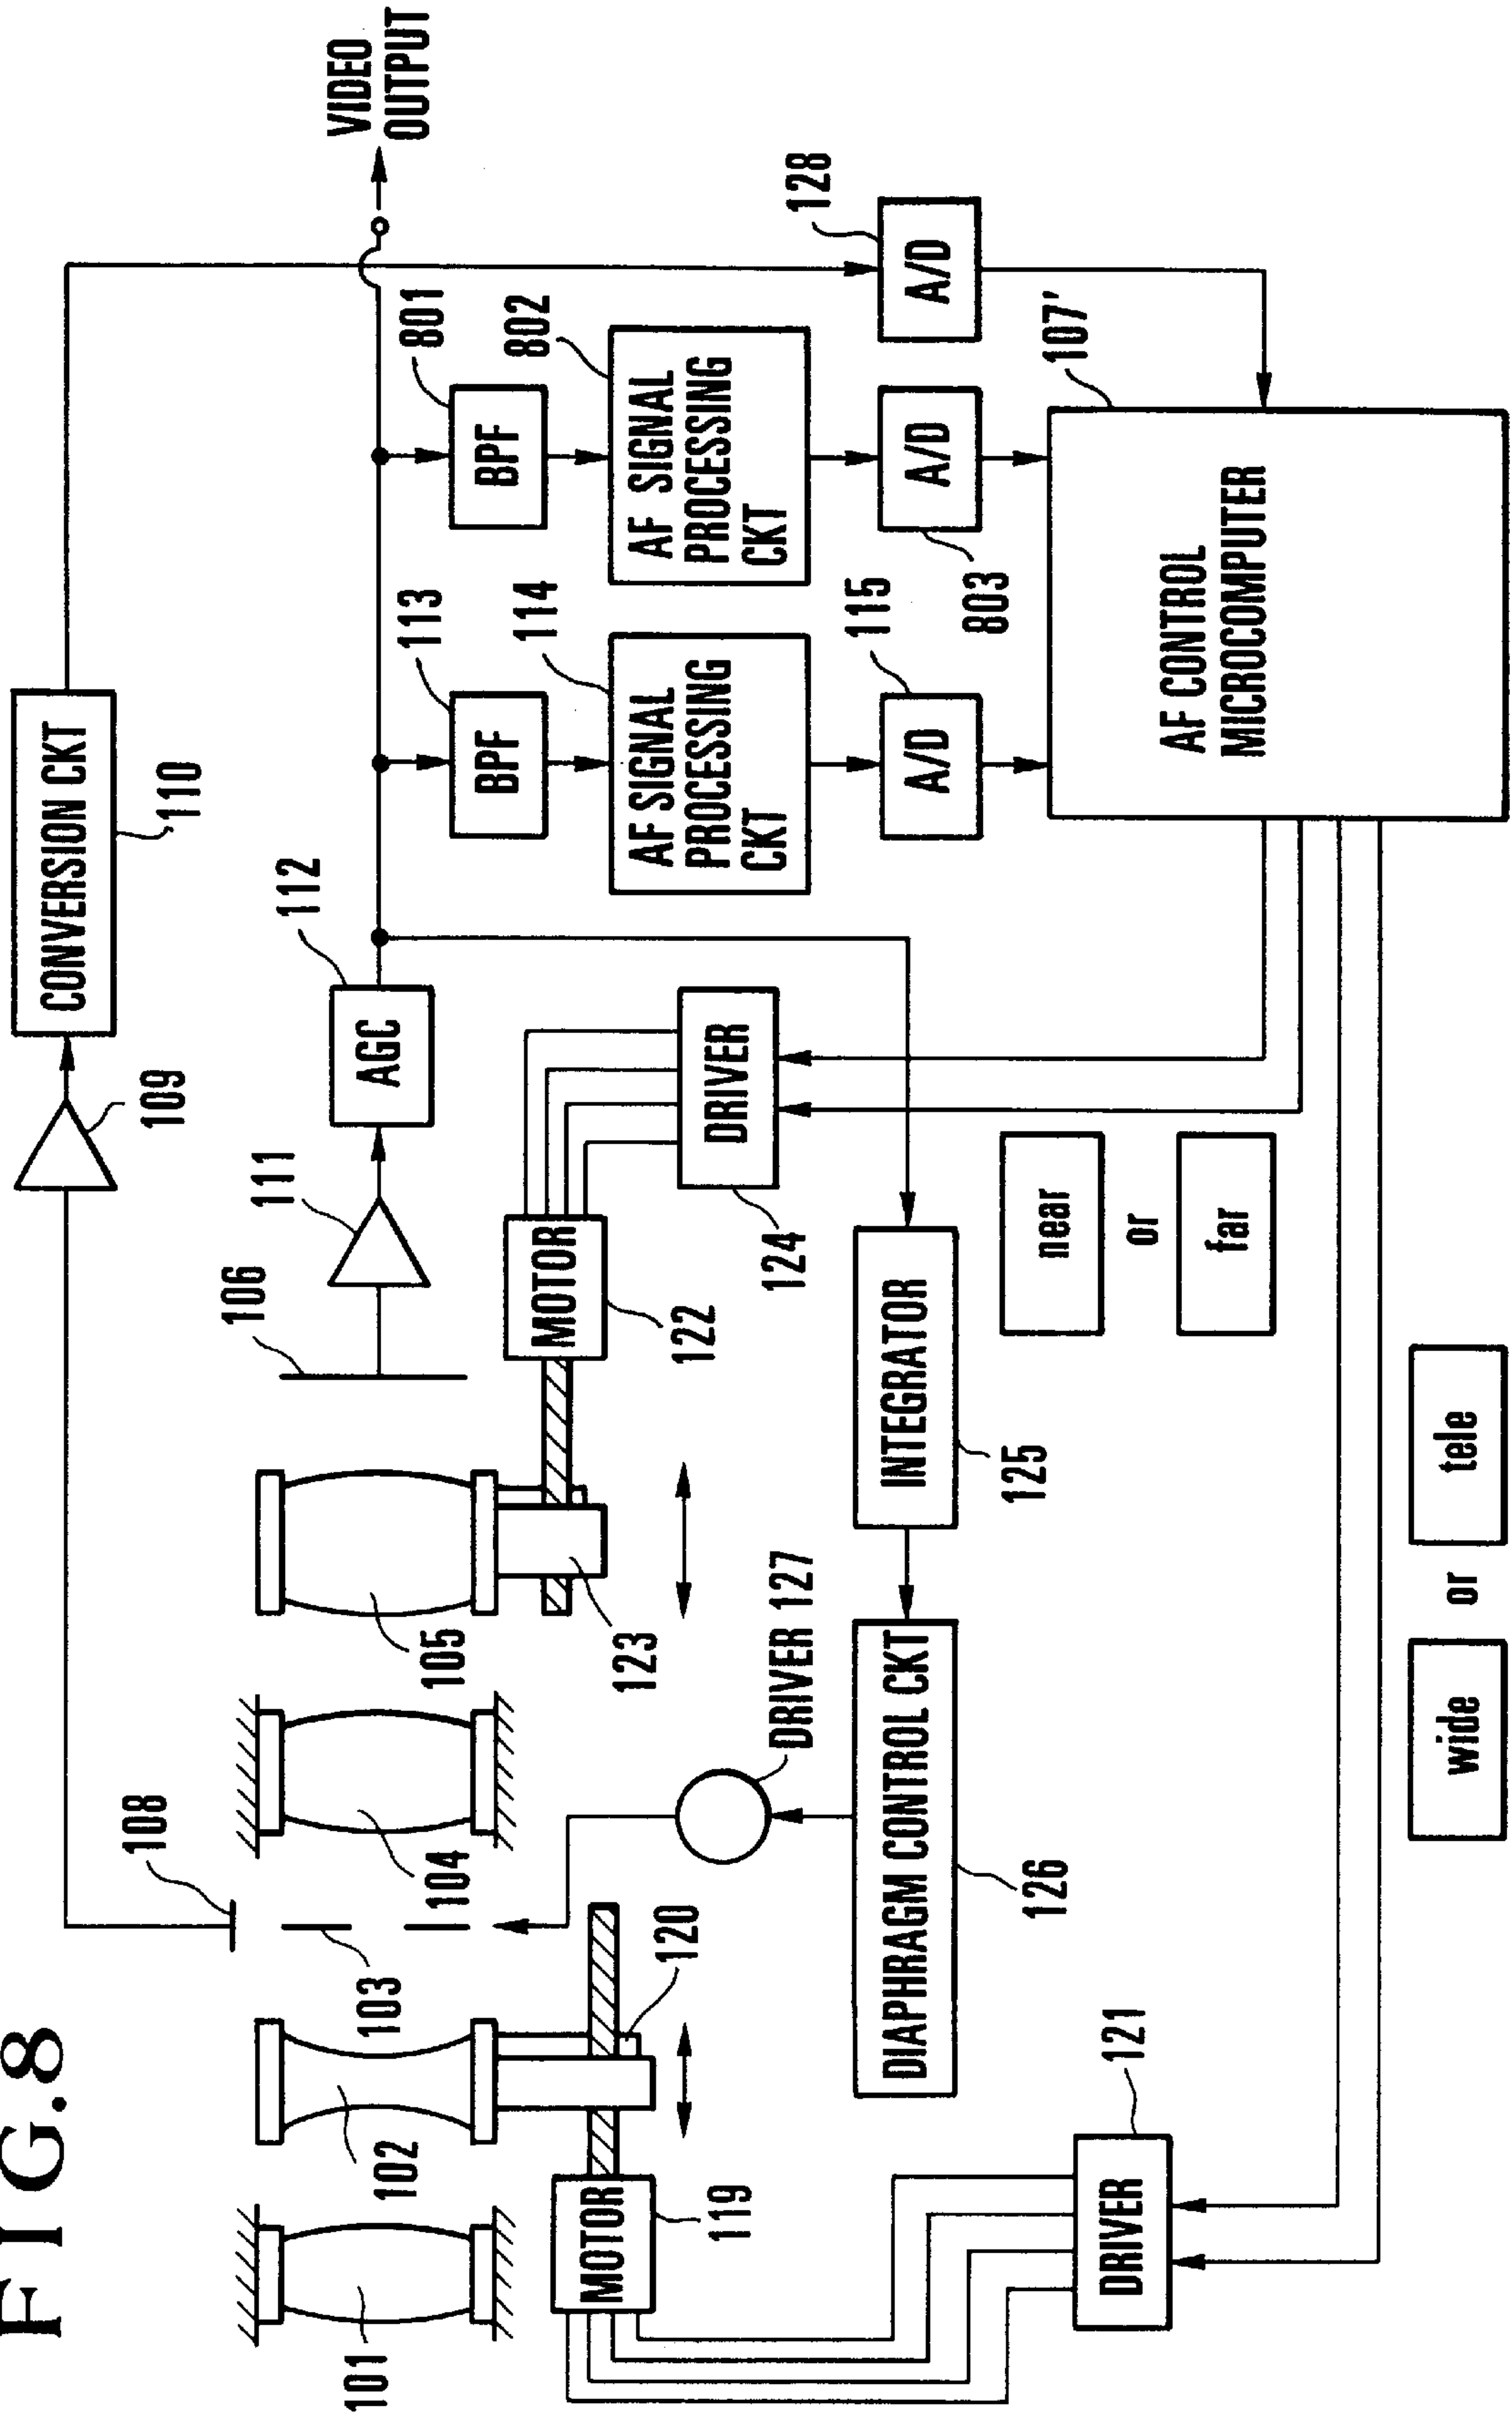 FIG.8
VIDEO
OUTPUT
CONVERSION CKT
110
109
108
128
A/D
801
BPF
802
AF SIGNAL
PROCESSING
CKT
803
A/D
113
BPF
114
AF SIGNAL
PROCESSING
CKT
115
A/D
107'
AF CONTROL
MICROCOMPUTER
112
AGC
111
106
101
102
103
104
105
MOTOR
119
120
123
MOTOR
122
DRIVER
124
INTEGRATOR
125
DRIVER 127
DIAPHRAGM CONTROL CKT
126
121
DRIVER
near
or
far
wide
or
tele